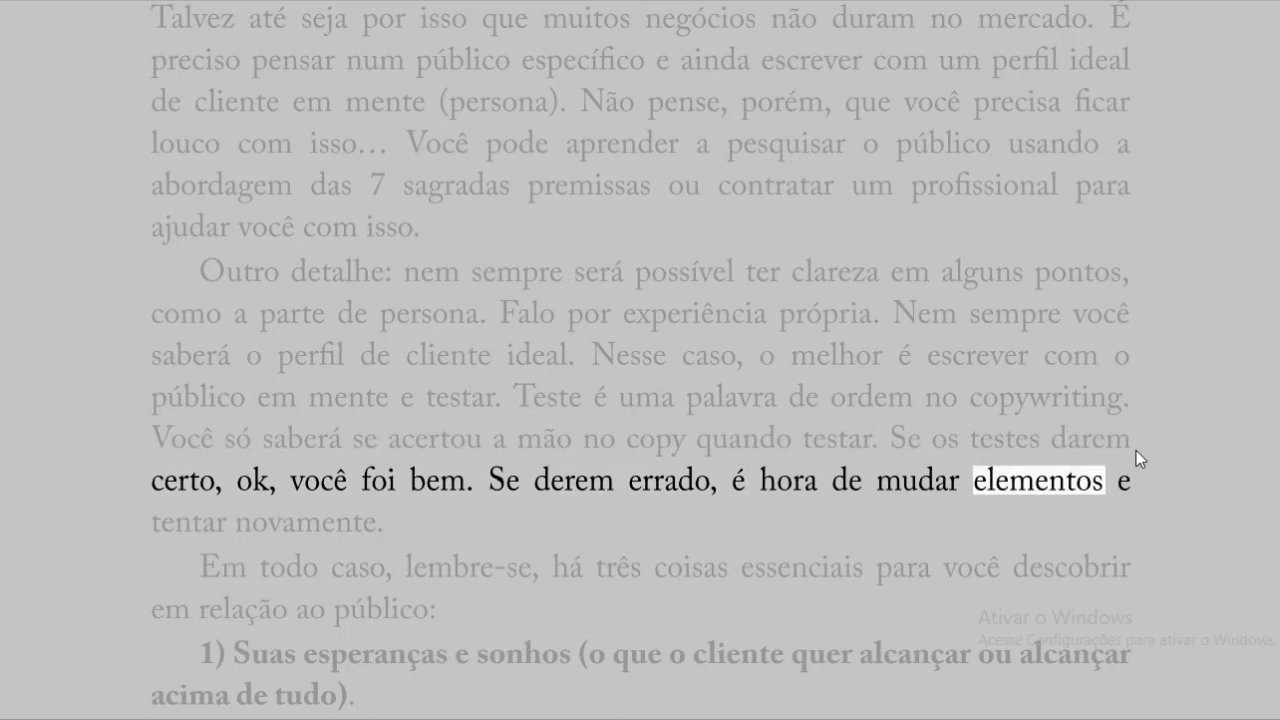 Talvez até seja por isso que muitos negócios não duram no mercado. É
preciso pensar num público específico e ainda escrever com um perfil ideal
de cliente em mente (persona). Não pense, porém, que você precisa ficar
louco com isso… Você pode aprender a pesquisar o público usando a
abordagem das 7 sagradas premissas ou contratar um profissional para
ajudar você com isso.
Outro detalhe: nem sempre será possível ter clareza em alguns pontos,
como a parte de persona. Falo por experiência própria. Nem sempre você
saberá o perfil de cliente ideal. Nesse caso, o melhor é escrever com o
público em mente e testar. Teste é uma palavra de ordem no copywriting.
Você só saberá se acertou a mão no copy quando testar. Se os testes darem
certo, ok, você foi bem. Se derem errado, é hora de mudar elementos e
tentar novamente.
Em todo caso, lembre-se, há três coisas essenciais para você descobrir
em relação ao público:
Ativar o Windows
Acesse Configurações para ativar o Windows.
1) Suas esperanças e sonhos (o que o cliente quer alcançar ou alcançar
acima de tudo).